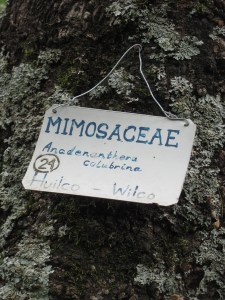 MIMOSACEAE
Anadenanthera
colubrina
24
Huilco - Wilco